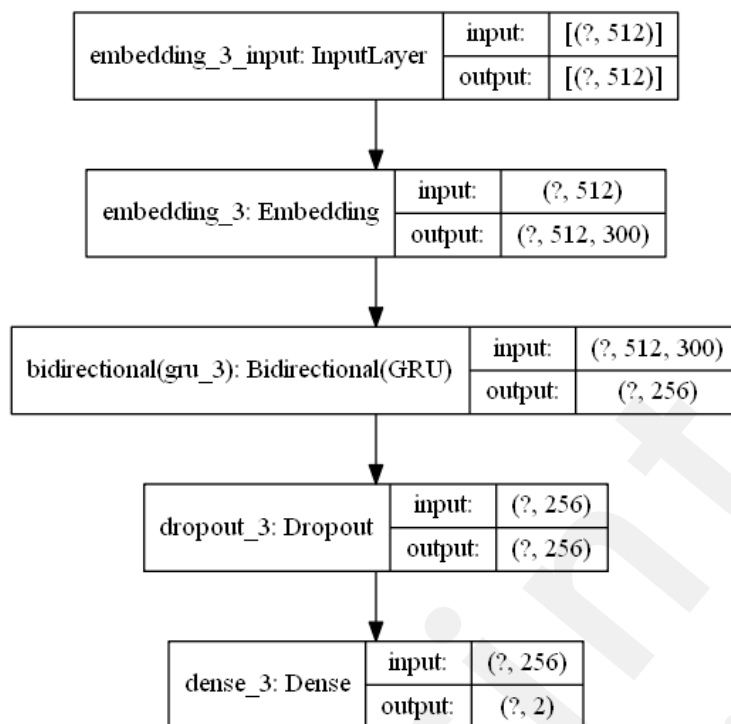 embedding_3_input: InputLayer
input: [(?, 512)]
output: [(?, 512)]
embedding_3: Embedding
input: (?, 512)
output: (?, 512, 300)
bidirectional(gru_3): Bidirectional(GRU)
input: (?, 512, 300)
output: (?, 256)
dropout_3: Dropout
input: (?, 256)
output: (?, 256)
dense_3: Dense
input: (?, 256)
output: (?, 2)
int